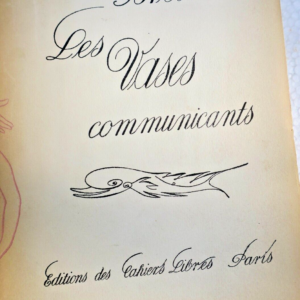 Les Vases
communicants
Editions des Cahiers Libres Paris